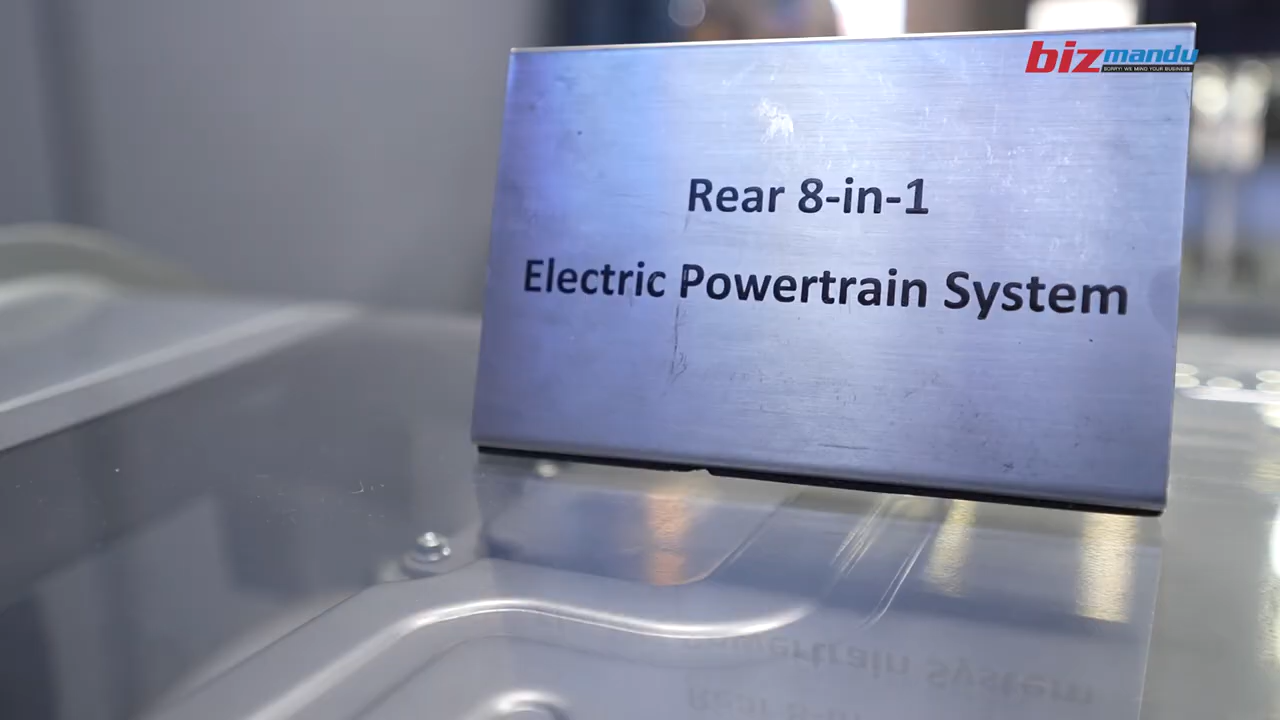 bizmandu
SORRY! WE MIND YOUR BUSINESS
Rear 8-in-1
Electric Powertrain System